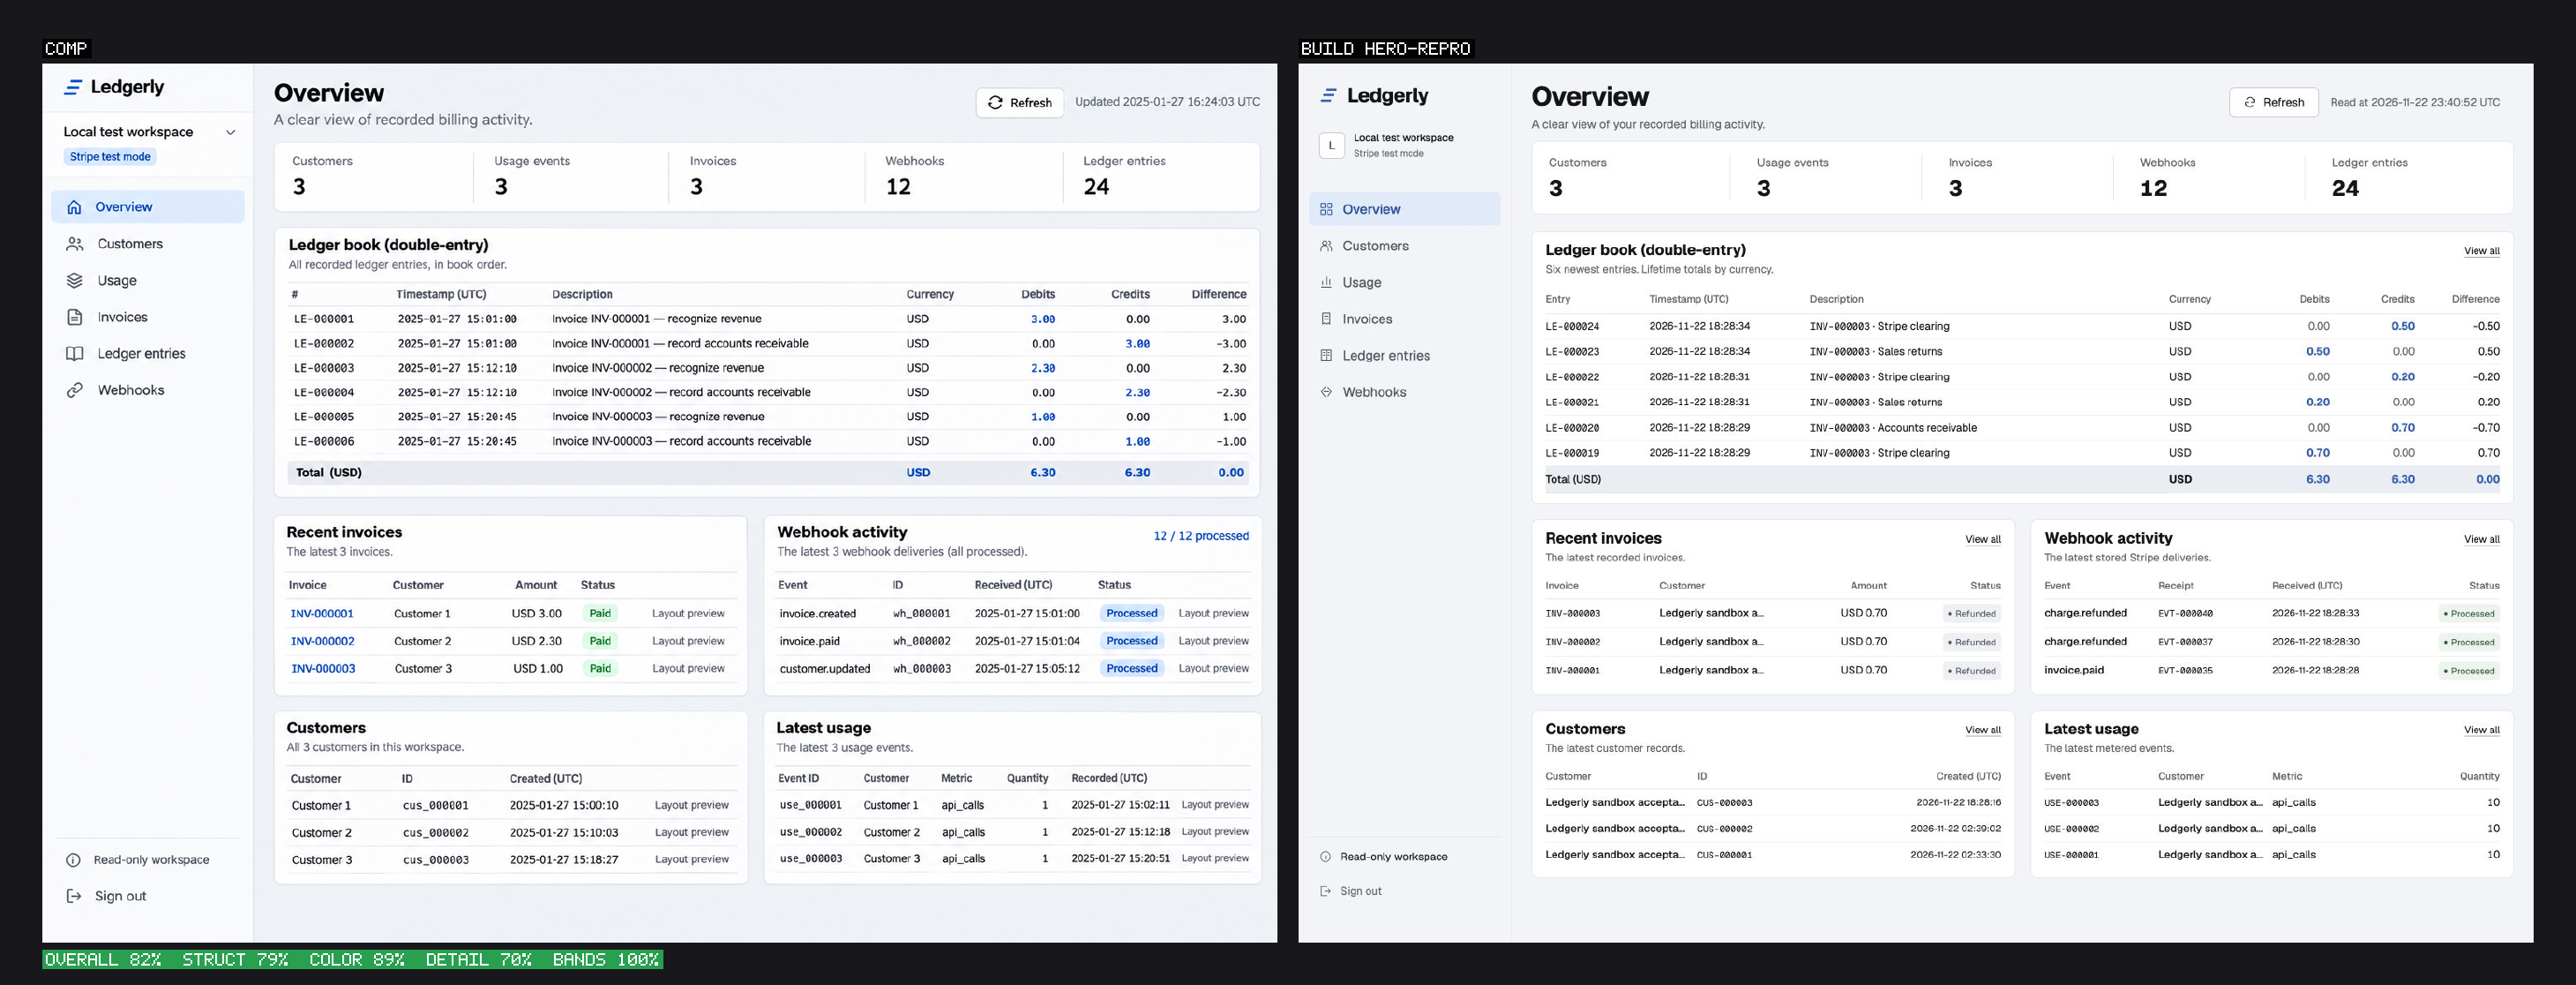 COMP
Ledgerly
Local test workspace
Stripe test mode
Overview
Customers
Usage
Invoices
Ledger entries
Webhooks
Read-only workspace
Sign out
Overview
A clear view of recorded billing activity.
Refresh
Updated 2025-01-27 16:24:03 UTC
Customers Usage events Invoices Webhooks Ledger entries
3 3 3 12 24
Ledger book (double-entry)
All recorded ledger entries, in book order.
# Timestamp (UTC) Description Currency Debits Credits Difference
LE-000001 2025-01-27 15:01:00 Invoice INV-000001 — recognize revenue USD 3.00 0.00 3.00
LE-000002 2025-01-27 15:01:00 Invoice INV-000001 — record accounts receivable USD 0.00 3.00 −3.00
LE-000003 2025-01-27 15:12:10 Invoice INV-000002 — recognize revenue USD 2.30 0.00 2.30
LE-000004 2025-01-27 15:12:10 Invoice INV-000002 — record accounts receivable USD 0.00 2.30 −2.30
LE-000005 2025-01-27 15:20:45 Invoice INV-000003 — recognize revenue USD 1.00 0.00 1.00
LE-000006 2025-01-27 15:20:45 Invoice INV-000003 — record accounts receivable USD 0.00 1.00 −1.00
Total (USD) USD 6.30 6.30 0.00
Recent invoices
The latest 3 invoices.
Invoice Customer Amount Status
INV-000001 Customer 1 USD 3.00 Paid Layout preview
INV-000002 Customer 2 USD 2.30 Paid Layout preview
INV-000003 Customer 3 USD 1.00 Paid Layout preview
Webhook activity
12 / 12 processed
The latest 3 webhook deliveries (all processed).
Event ID Received (UTC) Status
invoice.created wh_000001 2025-01-27 15:01:00 Processed Layout preview
invoice.paid wh_000002 2025-01-27 15:01:04 Processed Layout preview
customer.updated wh_000003 2025-01-27 15:05:12 Processed Layout preview
Customers
All 3 customers in this workspace.
Customer ID Created (UTC)
Customer 1 cus_000001 2025-01-27 15:00:10 Layout preview
Customer 2 cus_000002 2025-01-27 15:10:03 Layout preview
Customer 3 cus_000003 2025-01-27 15:18:27 Layout preview
Latest usage
The latest 3 usage events.
Event ID Customer Metric Quantity Recorded (UTC)
use_000001 Customer 1 api_calls 1 2025-01-27 15:02:11 Layout preview
use_000002 Customer 2 api_calls 1 2025-01-27 15:12:18 Layout preview
use_000003 Customer 3 api_calls 1 2025-01-27 15:20:51 Layout preview
OVERALL 82% STRUCT 79% COLOR 89% DETAIL 70% BANDS 100%
BUILD HERO-REPRO
Ledgerly
L
Local test workspace
Stripe test mode
Overview
Customers
Usage
Invoices
Ledger entries
Webhooks
Read-only workspace
Sign out
Overview
A clear view of your recorded billing activity.
Refresh
Read at 2026-11-22 23:40:52 UTC
Customers Usage events Invoices Webhooks Ledger entries
3 3 3 12 24
Ledger book (double-entry)
View all
Six newest entries. Lifetime totals by currency.
Entry Timestamp (UTC) Description Currency Debits Credits Difference
LE-000024 2026-11-22 18:28:34 INV-000003 · Stripe clearing USD 0.00 0.50 −0.50
LE-000023 2026-11-22 18:28:34 INV-000003 · Sales returns USD 0.50 0.00 0.50
LE-000022 2026-11-22 18:28:31 INV-000003 · Stripe clearing USD 0.00 0.20 −0.20
LE-000021 2026-11-22 18:28:31 INV-000003 · Sales returns USD 0.20 0.00 0.20
LE-000020 2026-11-22 18:28:29 INV-000003 · Accounts receivable USD 0.00 0.70 −0.70
LE-000019 2026-11-22 18:28:29 INV-000003 · Stripe clearing USD 0.70 0.00 0.70
Total (USD) USD 6.30 6.30 0.00
Recent invoices
View all
The latest recorded invoices.
Invoice Customer Amount Status
INV-000003 Ledgerly sandbox a... USD 0.70 • Refunded
INV-000002 Ledgerly sandbox a... USD 0.70 • Refunded
INV-000001 Ledgerly sandbox a... USD 0.70 • Refunded
Webhook activity
View all
The latest stored Stripe deliveries.
Event Receipt Received (UTC) Status
charge.refunded EVT-000040 2026-11-22 18:28:33 • Processed
charge.refunded EVT-000037 2026-11-22 18:28:30 • Processed
invoice.paid EVT-000035 2026-11-22 18:28:28 • Processed
Customers
View all
The latest customer records.
Customer ID Created (UTC)
Ledgerly sandbox accepta... CUS-000003 2026-11-22 18:28:16
Ledgerly sandbox accepta... CUS-000002 2026-11-22 02:39:02
Ledgerly sandbox accepta... CUS-000001 2026-11-22 02:33:30
Latest usage
View all
The latest metered events.
Event Customer Metric Quantity
USE-000003 Ledgerly sandbox a... api_calls 10
USE-000002 Ledgerly sandbox a... api_calls 10
USE-000001 Ledgerly sandbox a... api_calls 10